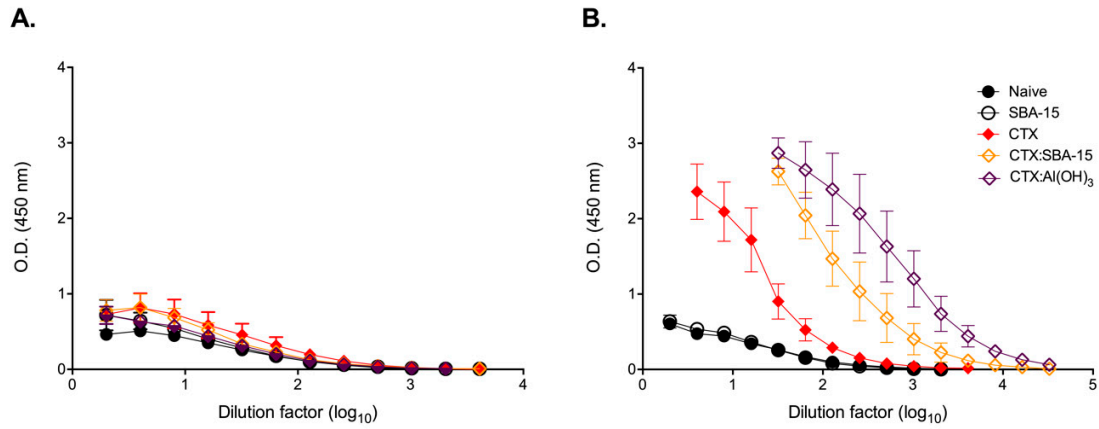 A.
B.
4
3
2
1
0
O.D. (450 nm)
0
1
2
3
4
Dilution factor (log10)
4
3
2
1
0
O.D. (450 nm)
0
1
2
3
4
5
Dilution factor (log10)
Naive
SBA-15
CTX
CTX:SBA-15
CTX:Al(OH)3